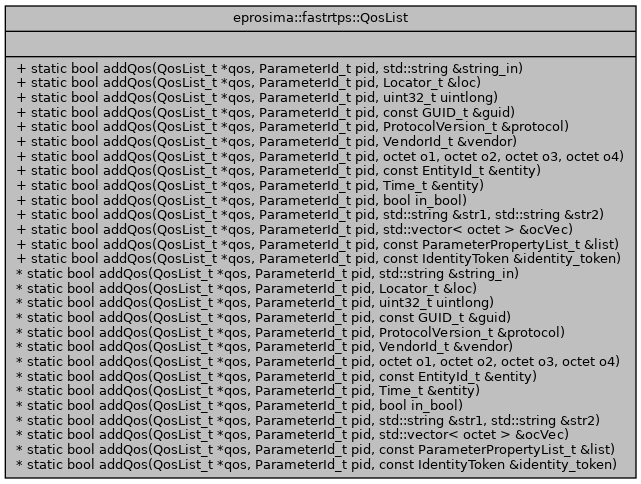 eprosima::fastrtps::QosList
+ static bool addQos(QosList_t *qos, ParameterId_t pid, std::string &string_in)
+ static bool addQos(QosList_t *qos, ParameterId_t pid, Locator_t &loc)
+ static bool addQos(QosList_t *qos, ParameterId_t pid, uint32_t uintlong)
+ static bool addQos(QosList_t *qos, ParameterId_t pid, const GUID_t &guid)
+ static bool addQos(QosList_t *qos, ParameterId_t pid, ProtocolVersion_t &protocol)
+ static bool addQos(QosList_t *qos, ParameterId_t pid, VendorId_t &vendor)
+ static bool addQos(QosList_t *qos, ParameterId_t pid, octet o1, octet o2, octet o3, octet o4)
+ static bool addQos(QosList_t *qos, ParameterId_t pid, const EntityId_t &entity)
+ static bool addQos(QosList_t *qos, ParameterId_t pid, Time_t &entity)
+ static bool addQos(QosList_t *qos, ParameterId_t pid, bool in_bool)
+ static bool addQos(QosList_t *qos, ParameterId_t pid, std::string &str1, std::string &str2)
+ static bool addQos(QosList_t *qos, ParameterId_t pid, std::vector< octet > &ocVec)
+ static bool addQos(QosList_t *qos, ParameterId_t pid, const ParameterPropertyList_t &list)
+ static bool addQos(QosList_t *qos, ParameterId_t pid, const IdentityToken &identity_token)
* static bool addQos(QosList_t *qos, ParameterId_t pid, std::string &string_in)
* static bool addQos(QosList_t *qos, ParameterId_t pid, Locator_t &loc)
* static bool addQos(QosList_t *qos, ParameterId_t pid, uint32_t uintlong)
* static bool addQos(QosList_t *qos, ParameterId_t pid, const GUID_t &guid)
* static bool addQos(QosList_t *qos, ParameterId_t pid, ProtocolVersion_t &protocol)
* static bool addQos(QosList_t *qos, ParameterId_t pid, VendorId_t &vendor)
* static bool addQos(QosList_t *qos, ParameterId_t pid, octet o1, octet o2, octet o3, octet o4)
* static bool addQos(QosList_t *qos, ParameterId_t pid, const EntityId_t &entity)
* static bool addQos(QosList_t *qos, ParameterId_t pid, Time_t &entity)
* static bool addQos(QosList_t *qos, ParameterId_t pid, bool in_bool)
* static bool addQos(QosList_t *qos, ParameterId_t pid, std::string &str1, std::string &str2)
* static bool addQos(QosList_t *qos, ParameterId_t pid, std::vector< octet > &ocVec)
* static bool addQos(QosList_t *qos, ParameterId_t pid, const ParameterPropertyList_t &list)
* static bool addQos(QosList_t *qos, ParameterId_t pid, const IdentityToken &identity_token)